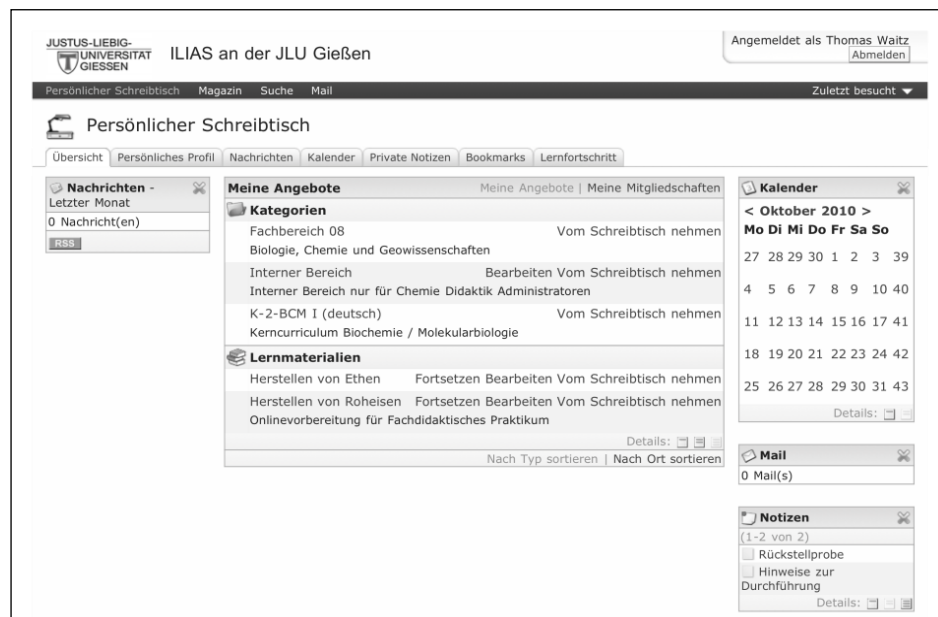 JUSTUS-LIEBIG-
UNIVERSITÄT
GIESSEN
ILIAS an der JLU Gießen
Angemeldet als Thomas Waitz
Abmelden
Persönlicher Schreibtisch Magazin Suche Mail Zuletzt besucht
Persönlicher Schreibtisch
Übersicht Persönliches Profil Nachrichten Kalender Private Notizen Bookmarks Lernfortschritt
Nachrichten -
Letzter Monat
0 Nachricht(en)
RSS
Meine Angebote Meine Angebote | Meine Mitgliedschaften
Kategorien
Fachbereich 08 Vom Schreibtisch nehmen
Biologie, Chemie und Geowissenschaften
Interner Bereich Bearbeiten Vom Schreibtisch nehmen
Interner Bereich nur für Chemie Didaktik Administratoren
K-2-BCM I (deutsch) Vom Schreibtisch nehmen
Kerncurriculum Biochemie / Molekularbiologie
Lernmaterialien
Herstellen von Ethen Fortsetzen Bearbeiten Vom Schreibtisch nehmen
Herstellen von Roheisen Fortsetzen Bearbeiten Vom Schreibtisch nehmen
Onlinevorbereitung für Fachdidaktisches Praktikum
Details:
Nach Typ sortieren | Nach Ort sortieren
Kalender
< Oktober 2010 >
Mo Di Mi Do Fr Sa So
27 28 29 30 1 2 3 39
4 5 6 7 8 9 10 40
11 12 13 14 15 16 17 41
18 19 20 21 22 23 24 42
25 26 27 28 29 30 31 43
Details:
Mail
0 Mail(s)
Notizen
(1-2 von 2)
Rückstellprobe
Hinweise zur
Durchführung
Details: